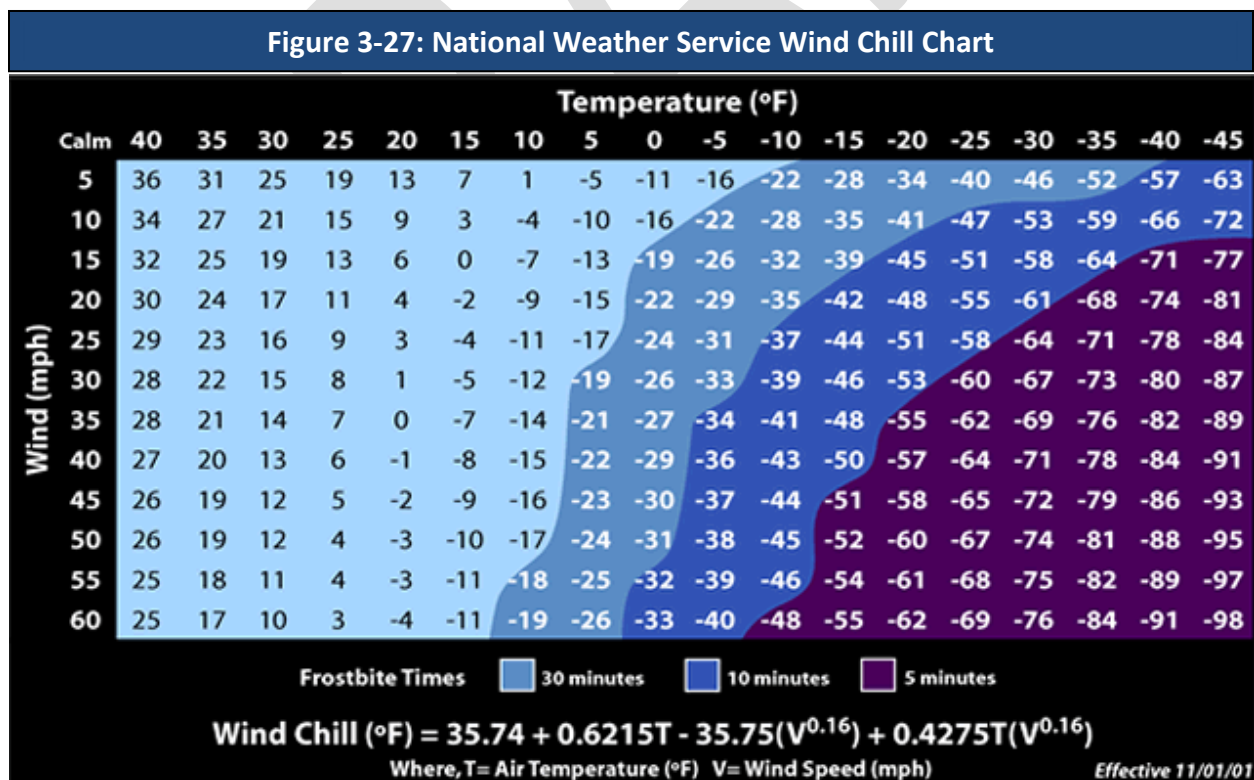 Figure 3-27: National Weather Service Wind Chill Chart
Temperature (ºF)
Calm 40 35 30 25 20 15 10 5 0 -5 -10 -15 -20 -25 -30 -35 -40 -45
5 36 31 25 19 13 7 1 -5 -11 -16 -22 -28 -34 -40 -46 -52 -57 -63
10 34 27 21 15 9 3 -4 -10 -16 -22 -28 -35 -41 -47 -53 -59 -66 -72
15 32 25 19 13 6 0 -7 -13 -19 -26 -32 -39 -45 -51 -58 -64 -71 -77
20 30 24 17 11 4 -2 -9 -15 -22 -29 -35 -42 -48 -55 -61 -68 -74 -81
25 29 23 16 9 3 -4 -11 -17 -24 -31 -37 -44 -51 -58 -64 -71 -78 -84
30 28 22 15 8 1 -5 -12 -19 -26 -33 -39 -46 -53 -60 -67 -73 -80 -87
35 28 21 14 7 0 -7 -14 -21 -27 -34 -41 -48 -55 -62 -69 -76 -82 -89
40 27 20 13 6 -1 -8 -15 -22 -29 -36 -43 -50 -57 -64 -71 -78 -84 -91
45 26 19 12 5 -2 -9 -16 -23 -30 -37 -44 -51 -58 -65 -72 -79 -86 -93
50 26 19 12 4 -3 -10 -17 -24 -31 -38 -45 -52 -60 -67 -74 -81 -88 -95
55 25 18 11 4 -3 -11 -18 -25 -32 -39 -46 -54 -61 -68 -75 -82 -89 -97
60 25 17 10 3 -4 -11 -19 -26 -33 -40 -48 -55 -62 -69 -76 -84 -91 -98
Wind (mph)
Frostbite Times 30 minutes 10 minutes 5 minutes
Wind Chill (ºF) = 35.74 + 0.6215T - 35.75(V^0.16) + 0.4275T(V^0.16)
Where, T= Air Temperature (ºF) V= Wind Speed (mph) Effective 11/01/01